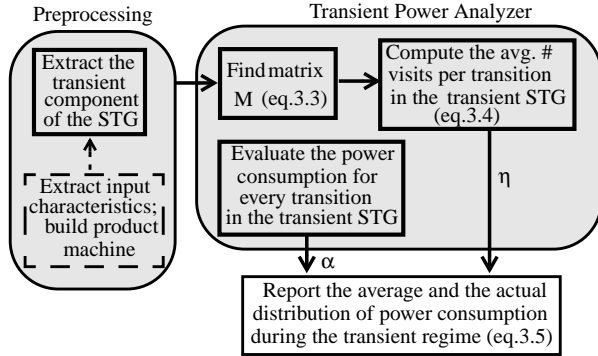 Preprocessing
Transient Power Analyzer
Extract the
transient
component
of the STG
Extract input
characteristics;
build product
machine
Find matrix
M (eq.3.3)
Compute the avg. #
visits per transition
in the transient STG
(eq.3.4)
Evaluate the power
consumption for
every transition
in the transient STG
α
η
Report the average and the actual
distribution of power consumption
during the transient regime (eq.3.5)